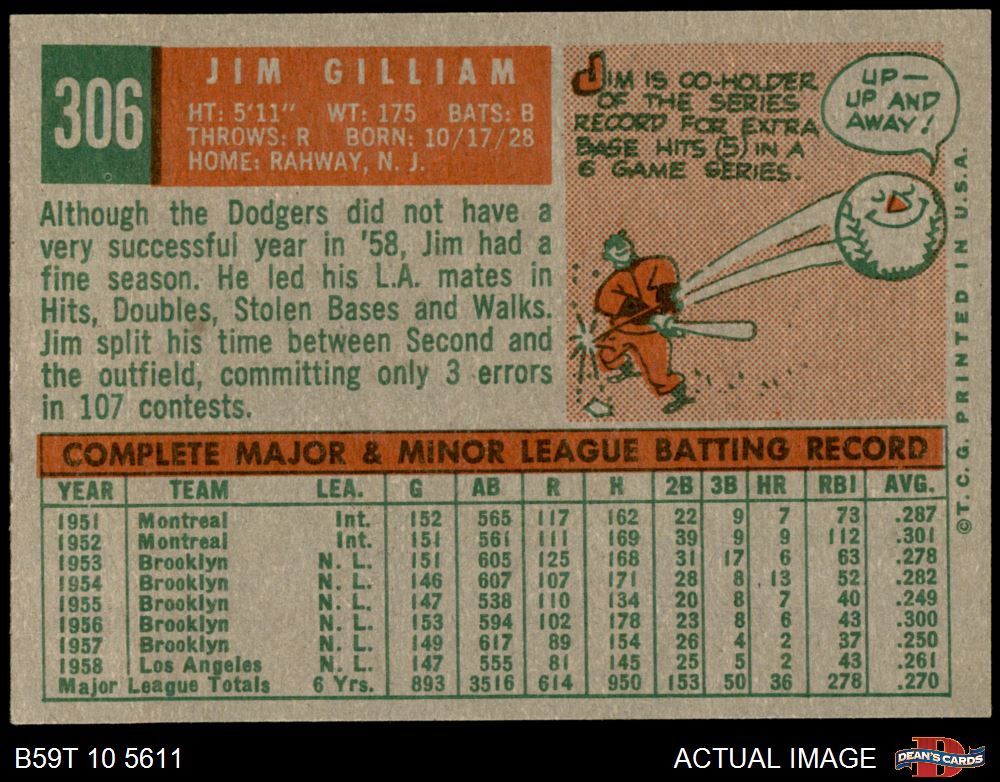 306
JIM GILLIAM
HT: 5'11" WT: 175 BATS: B
THROWS: R BORN: 10/17/28
HOME: RAHWAY, N. J.
Although the Dodgers did not have a
very successful year in '58, Jim had a
fine season. He led his L.A. mates in
Hits, Doubles, Stolen Bases and Walks.
Jim split his time between Second and
the outfield, committing only 3 errors
in 107 contests.
JIM IS CO-HOLDER
OF THE SERIES
RECORD FOR EXTRA
BASE HITS (5) IN A
6 GAME SERIES.
UP—
UP AND
AWAY!
COMPLETE MAJOR & MINOR LEAGUE BATTING RECORD
YEAR TEAM LEA. G AB R H 2B 3B HR RBI AVG.
1951 Montreal Int. 152 565 117 162 22 9 7 73 .287
1952 Montreal Int. 151 561 111 169 39 9 9 112 .301
1953 Brooklyn N. L. 151 605 125 168 31 17 6 63 .278
1954 Brooklyn N. L. 146 607 107 171 28 8 13 52 .282
1955 Brooklyn N. L. 147 538 110 134 20 8 7 40 .249
1956 Brooklyn N. L. 153 594 102 178 23 8 6 43 .300
1957 Brooklyn N. L. 149 617 89 154 26 4 2 37 .250
1958 Los Angeles N. L. 147 555 81 145 25 5 2 43 .261
Major League Totals 6 Yrs. 893 3516 614 950 153 50 36 278 .270
©T. C. G. PRINTED IN U.S.A.
B59T 10 5611
ACTUAL IMAGE
D
DEAN'S CARDS